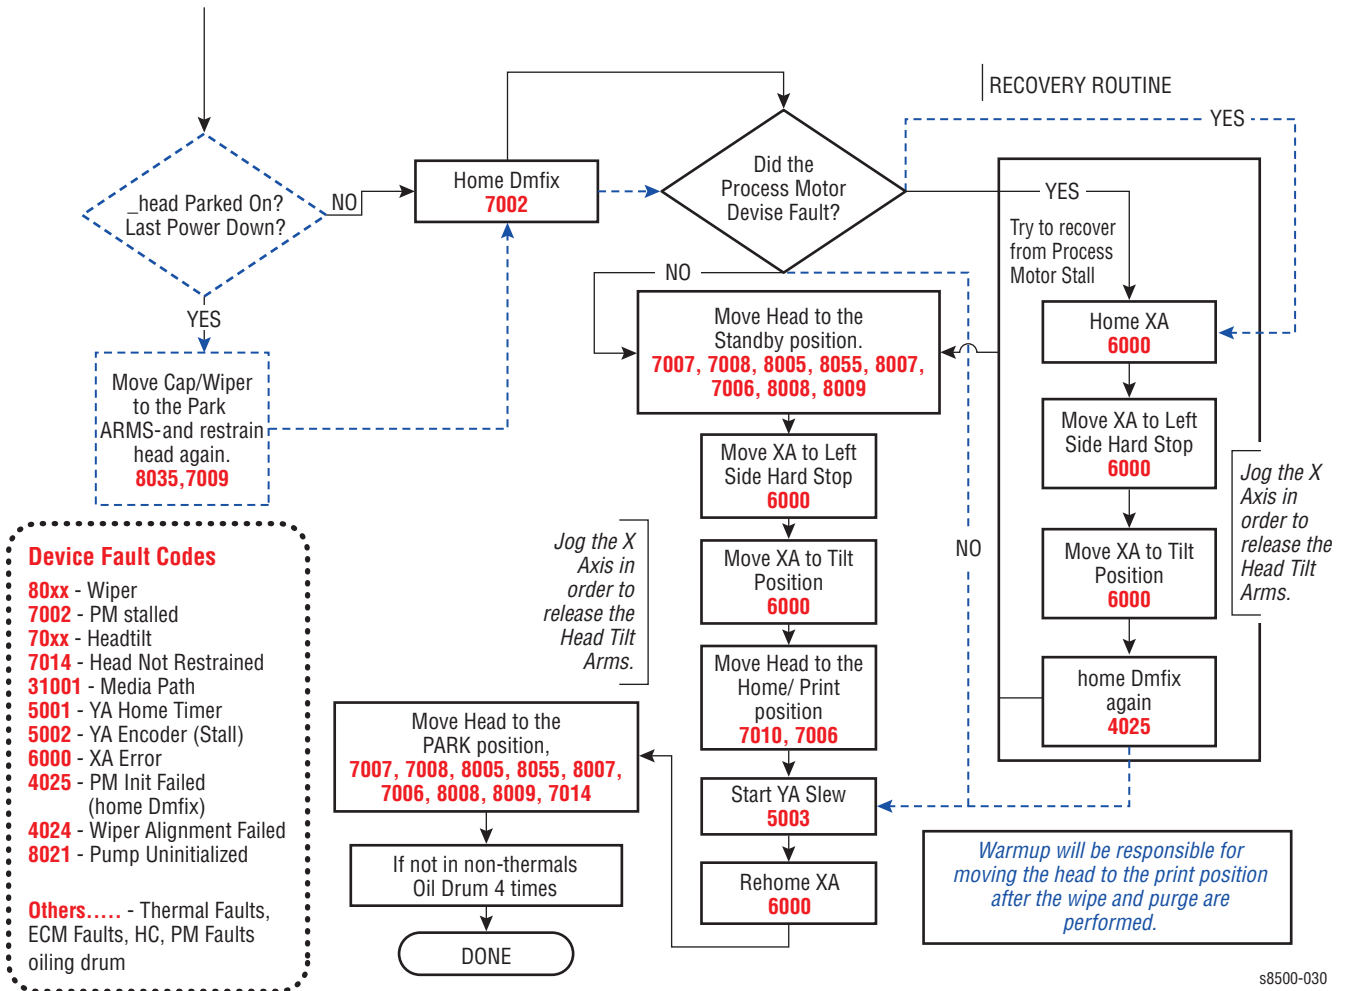 RECOVERY ROUTINE
YES
_head Parked On?
Last Power Down?
NO
YES
Move Cap/Wiper
to the Park
ARMS-and restrain
head again.
8035,7009
Home Dmfix
7002
Did the
Process Motor
Devise Fault?
NO
YES
Try to recover
from Process
Motor Stall
Home XA
6000
Move XA to Left
Side Hard Stop
6000
Move XA to Tilt
Position
6000
home Dmfix
again
4025
Jog the X
Axis in
order to
release the
Head Tilt
Arms.
Move Head to the
Standby position.
7007, 7008, 8005, 8055, 8007,
7006, 8008, 8009
Move XA to Left
Side Hard Stop
6000
Move XA to Tilt
Position
6000
Jog the X
Axis in
order to
release the
Head Tilt
Arms.
NO
Move Head to the
Home/ Print
position
7010, 7006
Start YA Slew
5003
Rehome XA
6000
Move Head to the
PARK position,
7007, 7008, 8005, 8055, 8007,
7006, 8008, 8009, 7014
If not in non-thermals
Oil Drum 4 times
DONE
Device Fault Codes
80xx - Wiper
7002 - PM stalled
70xx - Headtilt
7014 - Head Not Restrained
31001 - Media Path
5001 - YA Home Timer
5002 - YA Encoder (Stall)
6000 - XA Error
4025 - PM Init Failed
(home Dmfix)
4024 - Wiper Alignment Failed
8021 - Pump Uninitialized
Others..... - Thermal Faults,
ECM Faults, HC, PM Faults
oiling drum
Warmup will be responsible for
moving the head to the print position
after the wipe and purge are
performed.
s8500-030